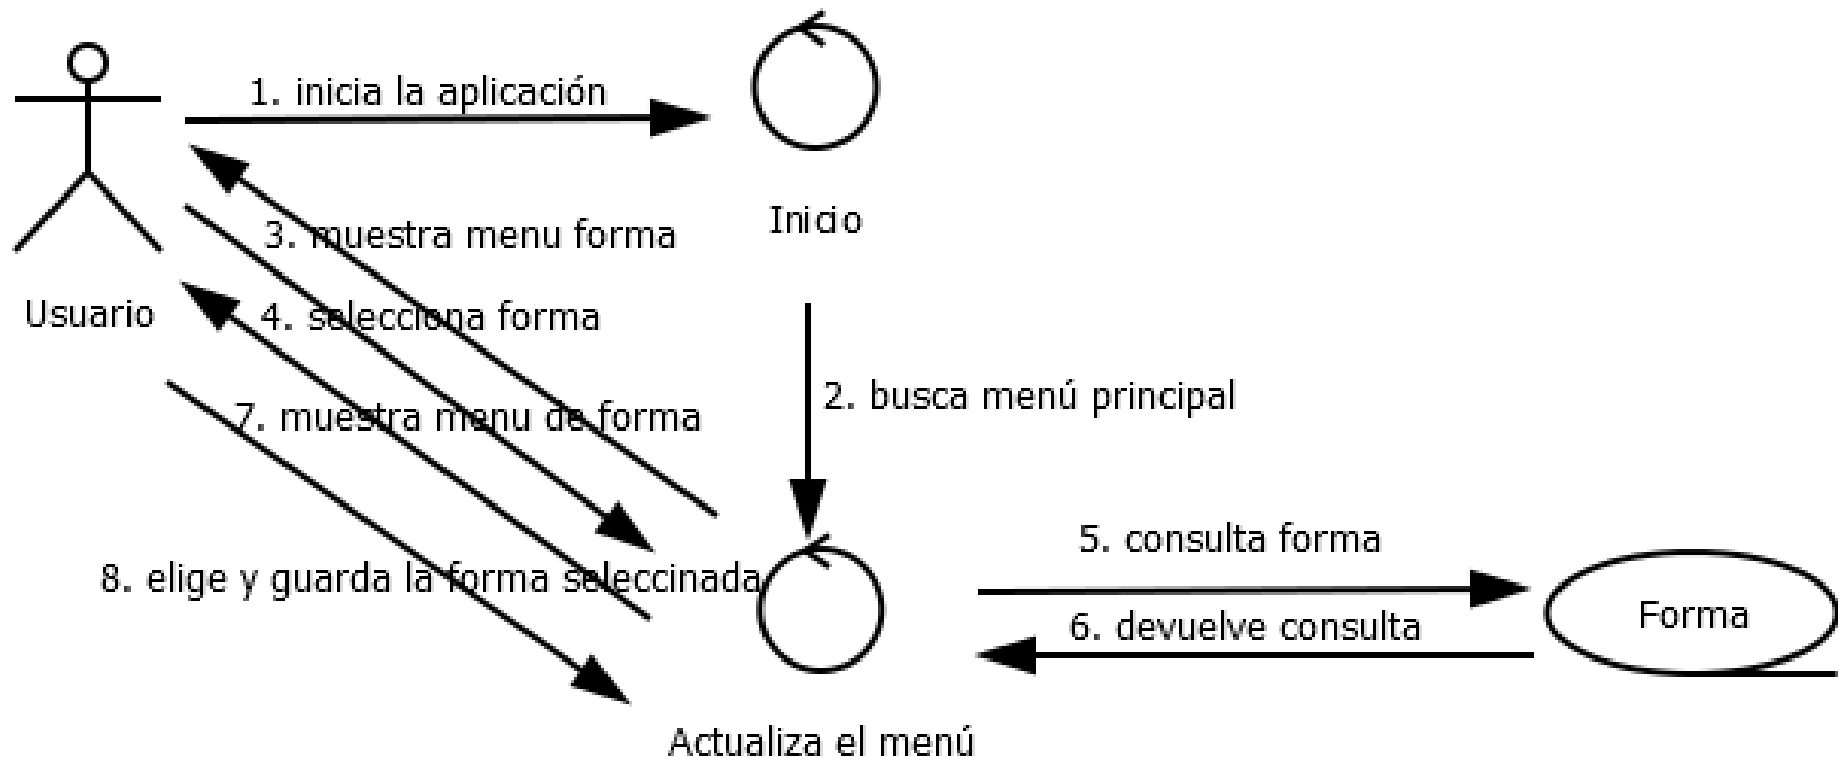 1. inicia la aplicación
Inicio
3. muestra menu forma
Usuario
4. selecciona forma
2. busca menú principal
7. muestra menu de forma
5. consulta forma
8. elige y guarda la forma seleccinada
Forma
6. devuelve consulta
Actualiza el menú